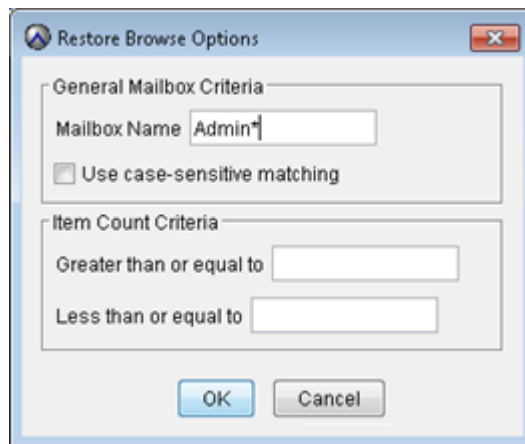 Restore Browse Options
General Mailbox Criteria
Mailbox Name Admin*
Use case-sensitive matching
Item Count Criteria
Greater than or equal to
Less than or equal to
OK Cancel